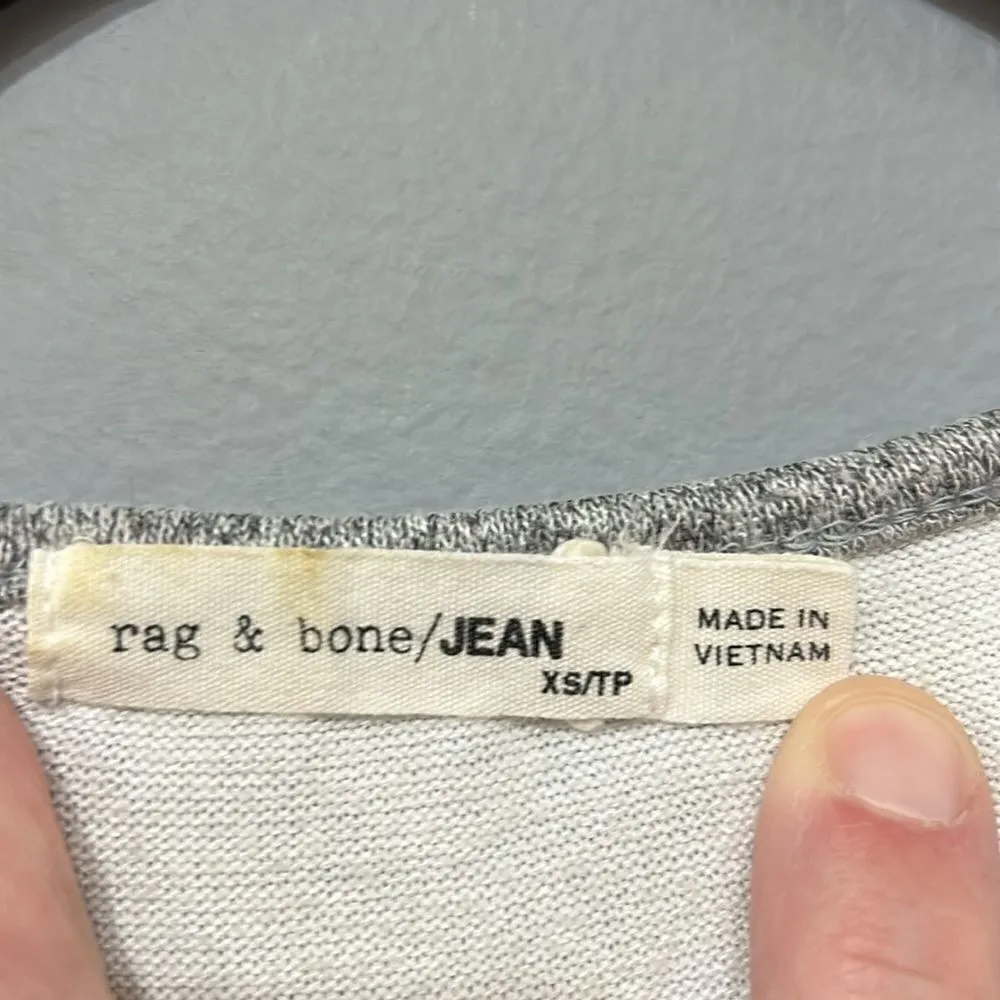 rag & bone/JEAN
XS/TP
MADE IN
VIETNAM